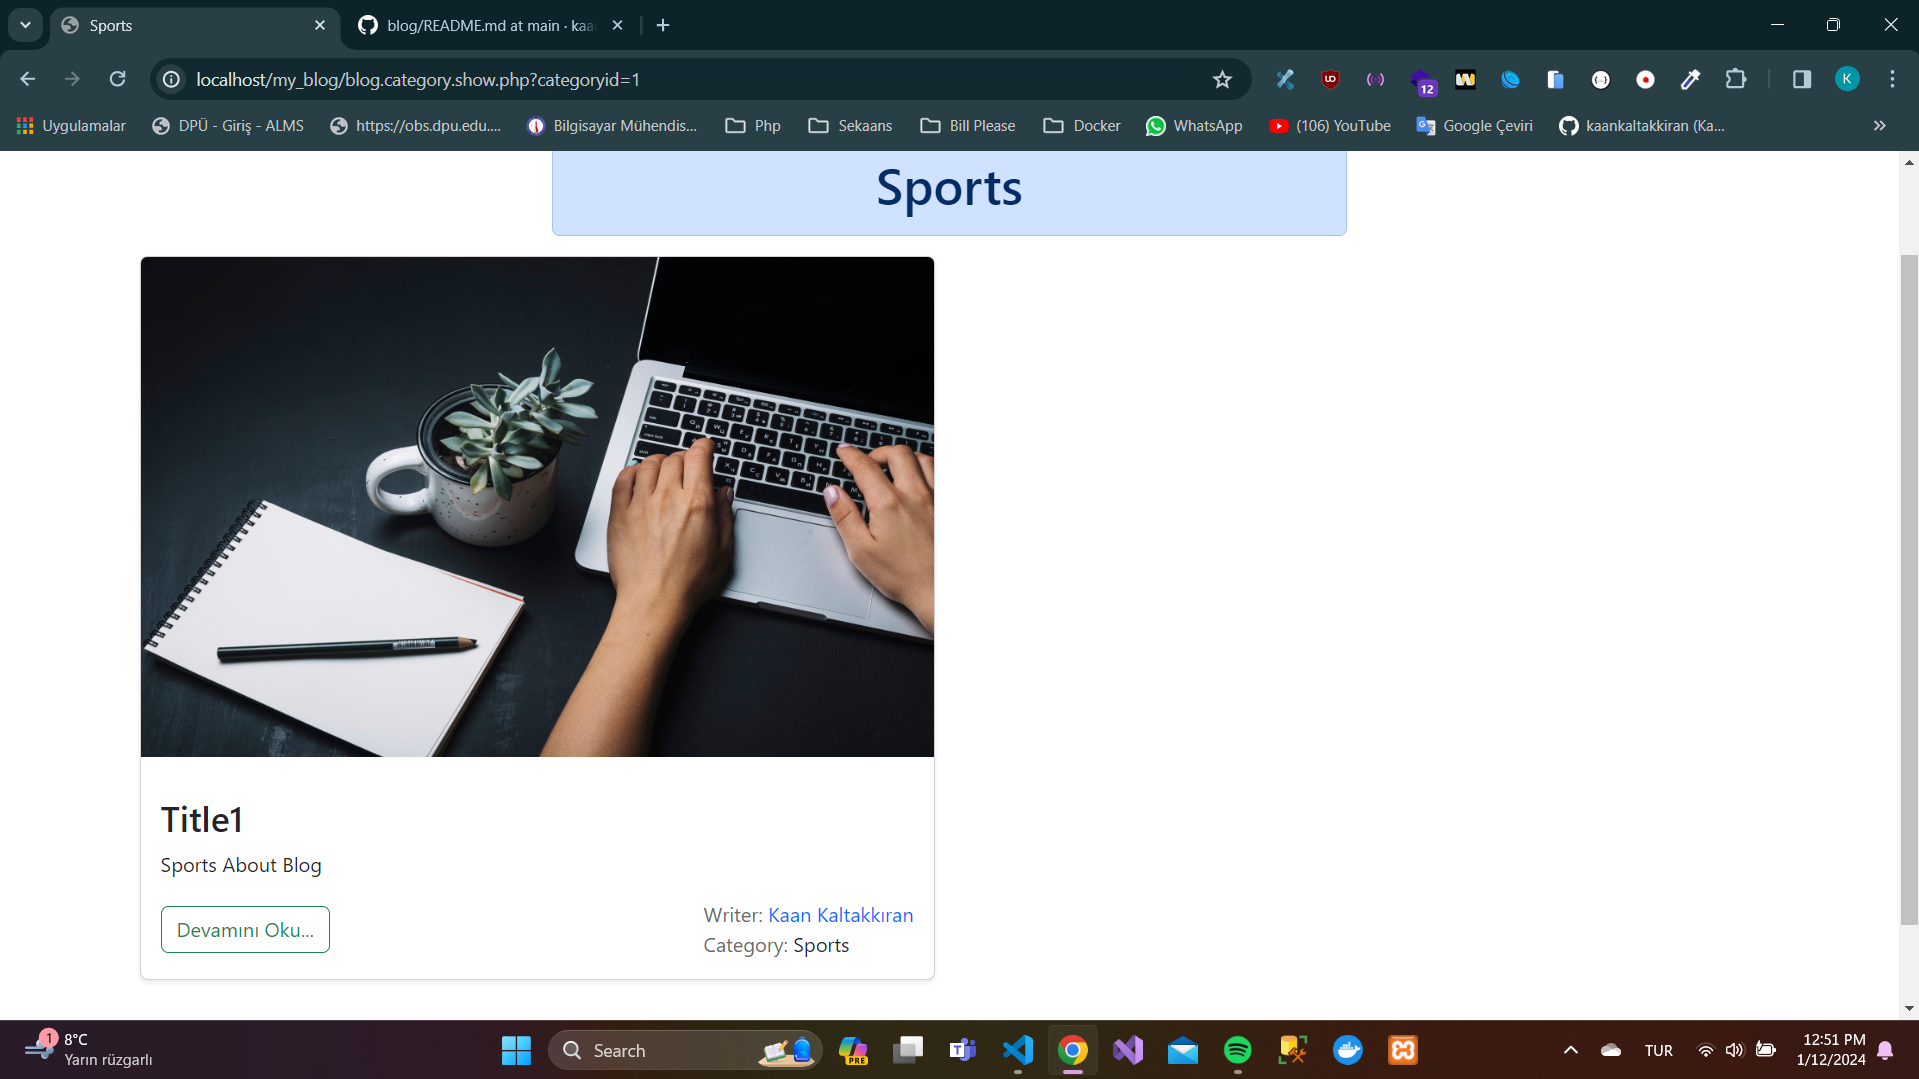 Sports
blog/README.md at main · kaa
localhost/my_blog/blog.category.show.php?categoryid=1
12
K
Uygulamalar
DPÜ - Giriş - ALMS
https://obs.dpu.edu....
Bilgisayar Mühendis...
Php
Sekaans
Bill Please
Docker
WhatsApp
(106) YouTube
Google Çeviri
kaankaltakkiran (Ka...
Sports
Title1
Sports About Blog
Devamını Oku...
Writer: Kaan Kaltakkıran
Category: Sports
1
8°C
Yarın rüzgarlı
Search
PRE
TUR
12:51 PM
1/12/2024